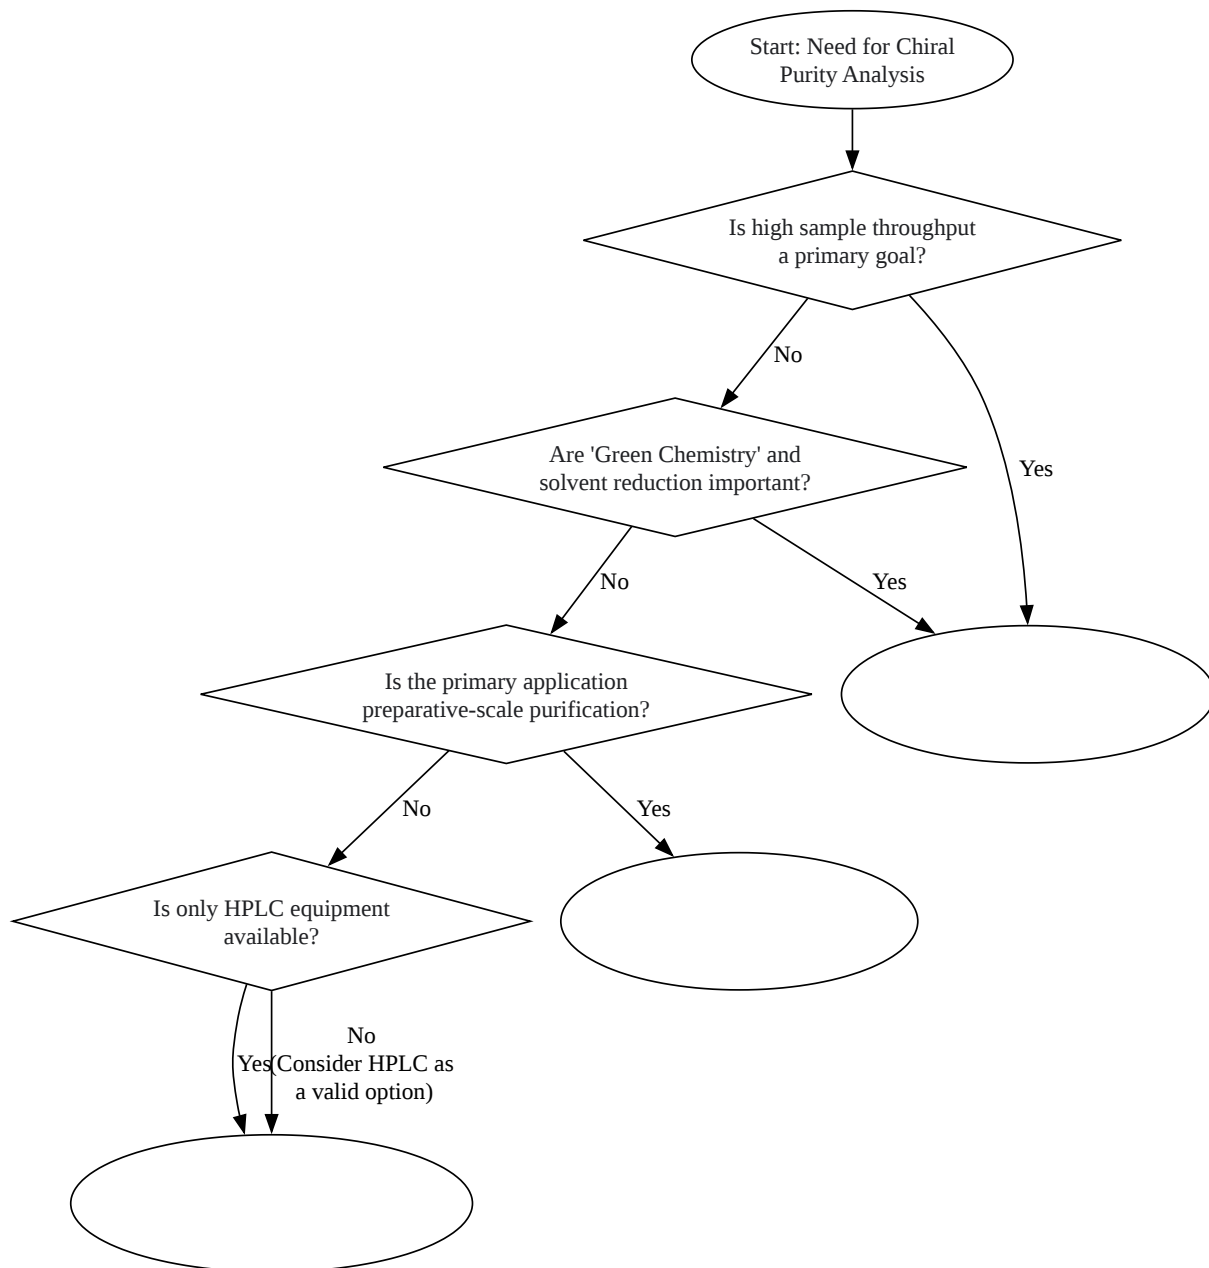 Start: Need for Chiral
Purity Analysis
Is high sample throughput
a primary goal?
No
Yes
Are 'Green Chemistry' and
solvent reduction important?
No
Yes
Is the primary application
preparative-scale purification?
No
Yes
Is only HPLC equipment
available?
Yes
No
(Consider HPLC as
a valid option)